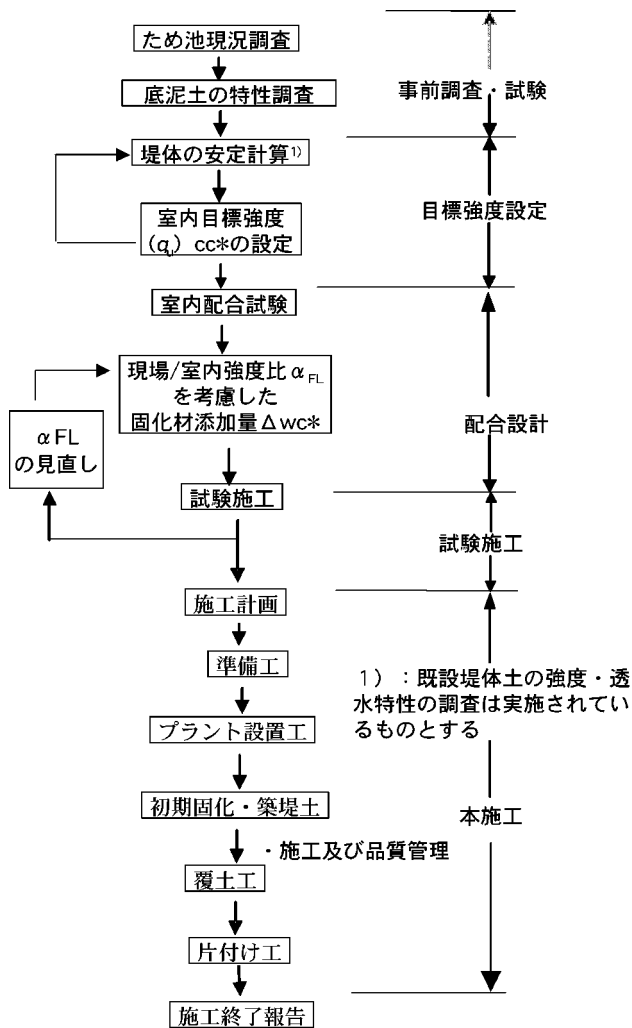 ため池現況調査
底泥土の特性調査
事前調査・試験
堤体の安定計算1)
室内目標強度
(qu) cc*の設定
目標強度設定
室内配合試験
現場/室内強度比αFL
を考慮した
固化材添加量Δwc*
αFL
の見直し
配合設計
試験施工
試験施工
施工計画
準備工
1):既設堤体土の強度・透
水特性の調査は実施されてい
るものとする
プラント設置工
初期固化・築堤土
本施工
・施工及び品質管理
覆土工
片付け工
施工終了報告